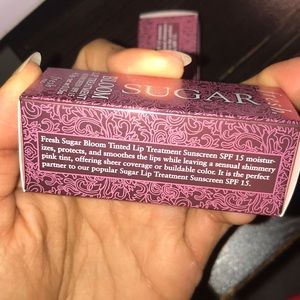 SUGAR
BLOOM
SUGAR
Fresh Sugar Bloom Tinted Lip Treatment Sunscreen SPF 15 moistur-
izes, protects, and smoothes the lips while leaving a sensual shimmery
pink tint, offering sheer coverage or buildable color. It is the perfect
partner to our popular Sugar Lip Treatment Sunscreen SPF 15.